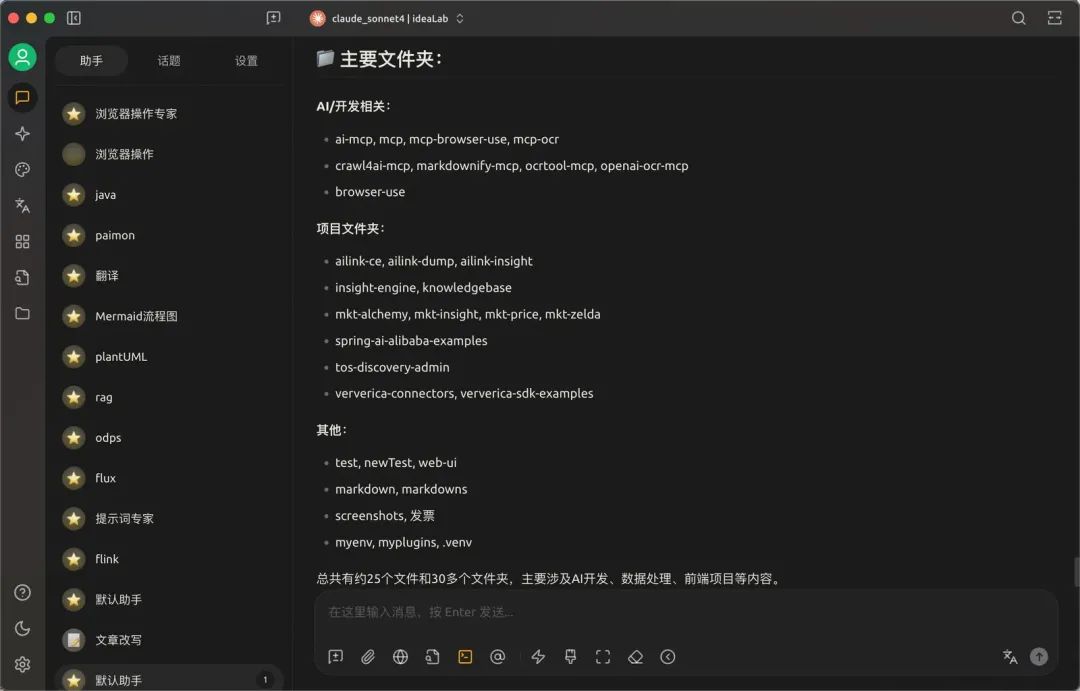 claude_sonnet4 | ideaLab
助手
话题
设置
浏览器操作专家
浏览器操作
java
paimon
翻译
Mermaid流程图
plantUML
rag
odps
flux
提示词专家
flink
默认助手
文章改写
默认助手
1
主要文件夹：
AI/开发相关：
ai-mcp, mcp, mcp-browser-use, mcp-ocr
crawl4ai-mcp, markdownify-mcp, ocrtool-mcp, openai-ocr-mcp
browser-use
项目文件夹：
ailink-ce, ailink-dump, ailink-insight
insight-engine, knowledgebase
mkt-alchemy, mkt-insight, mkt-price, mkt-zelda
spring-ai-alibaba-examples
tos-discovery-admin
ververica-connectors, ververica-sdk-examples
其他：
test, newTest, web-ui
markdown, markdowns
screenshots, 发票
myenv, myplugins, .venv
总共有约25个文件和30多个文件夹，主要涉及AI开发、数据处理、前端项目等内容。
在这里输入消息，按 Enter 发送...